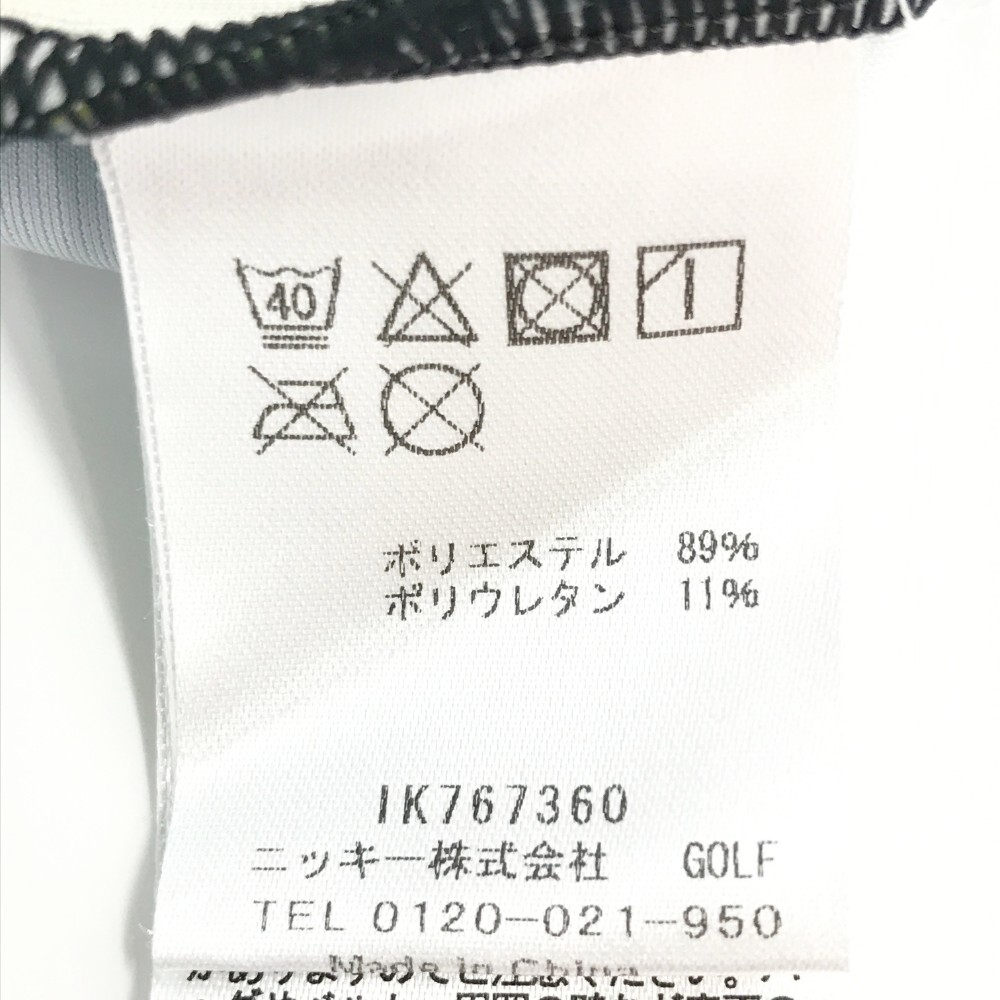 40
ポリエステル 89%
ポリウレタン 11%
IK767360
ニッキー株式会社 GOLF
TEL 0120-021-950
Made in China